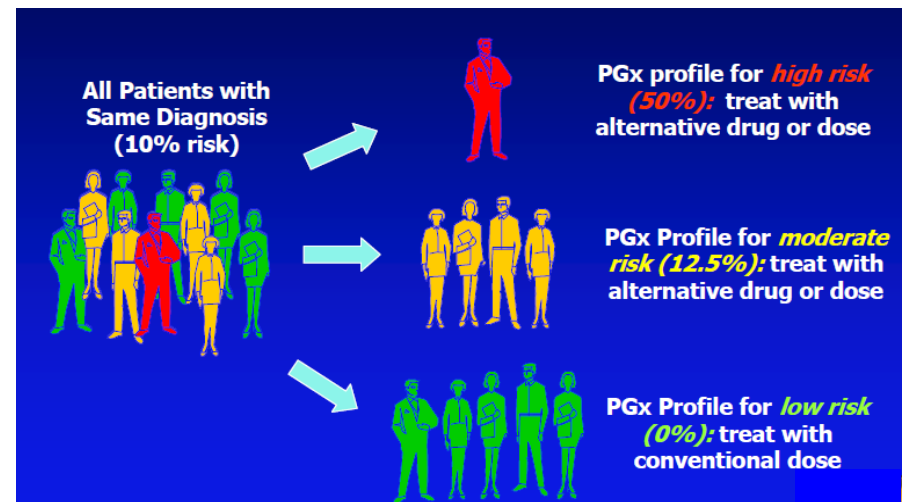 All Patients with
Same Diagnosis
(10% risk)
PGx profile for high risk
(50%): treat with
alternative drug or dose
PGx Profile for moderate
risk (12.5%): treat with
alternative drug or dose
PGx Profile for low risk
(0%): treat with
conventional dose